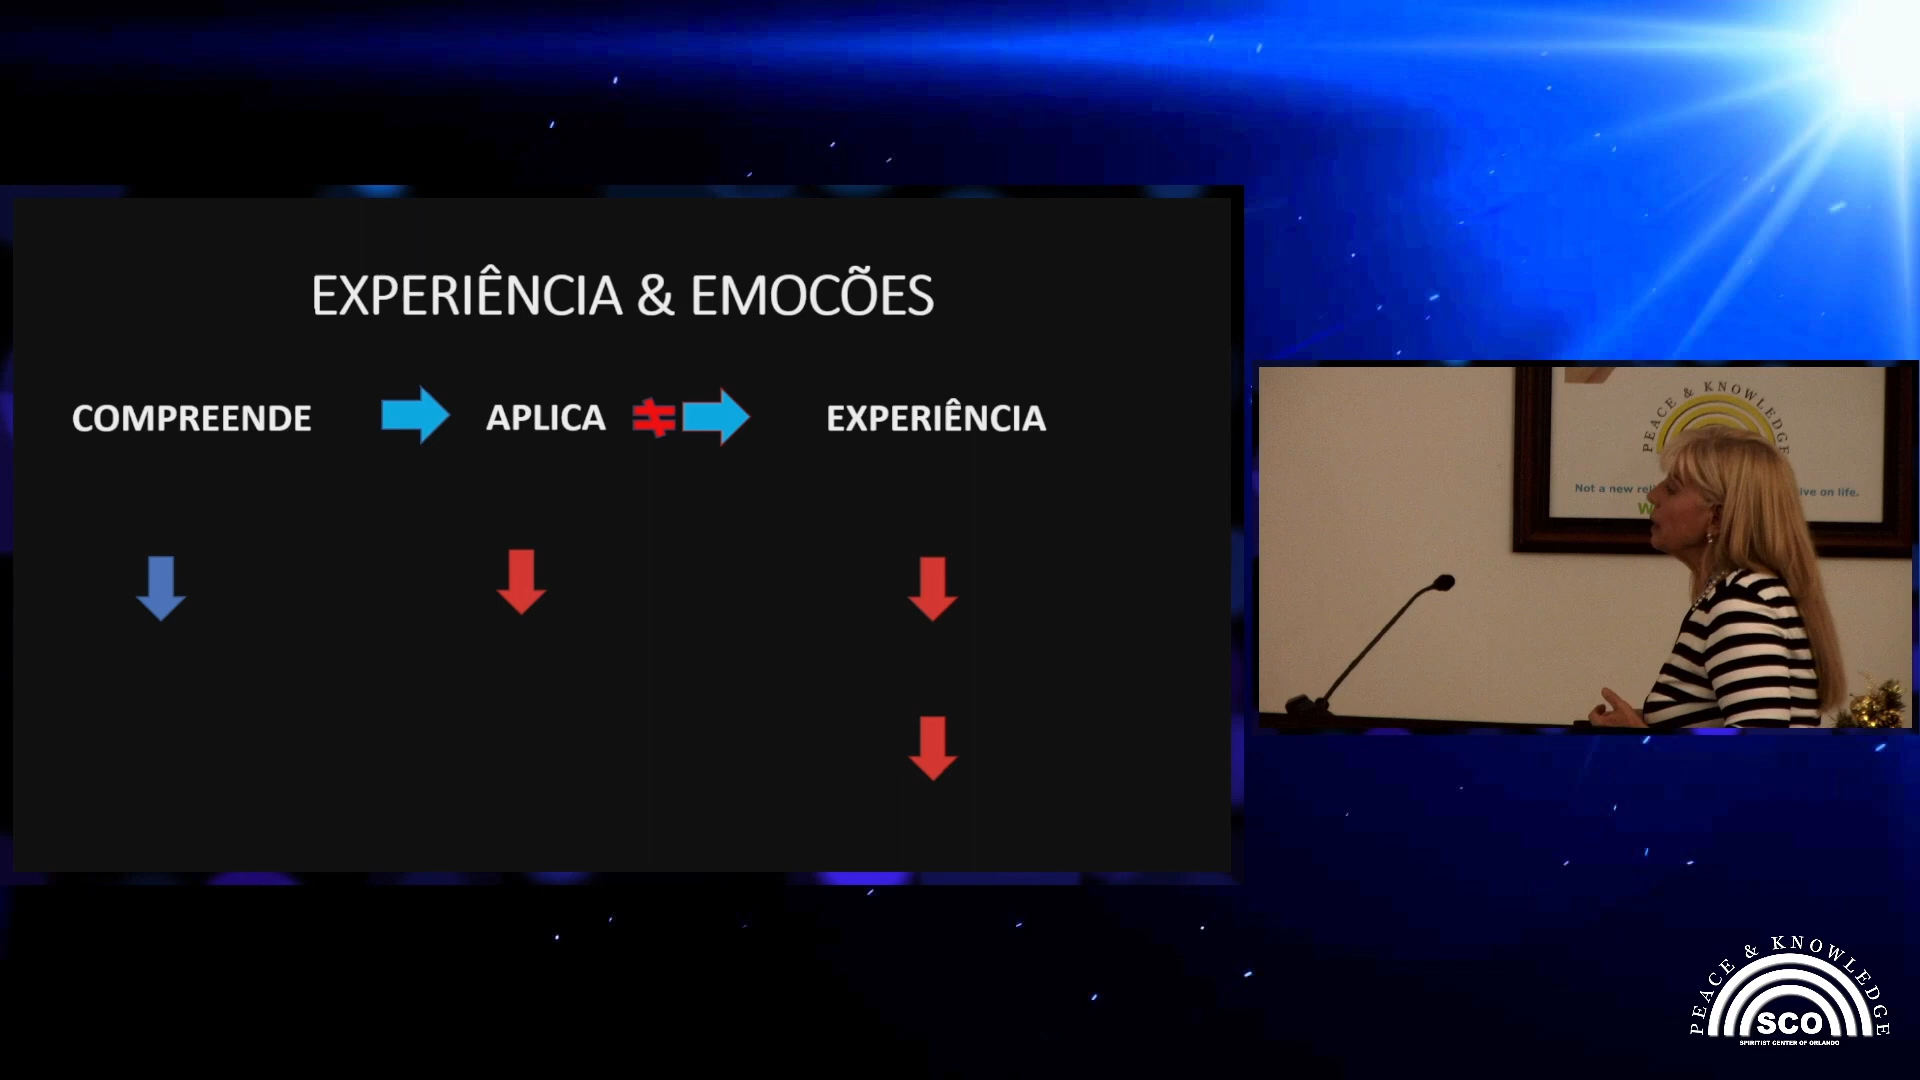 EXPERIÊNCIA & EMOCÕES
COMPREENDE APLICA ≠ EXPERIÊNCIA
PEACE & KNOWLEDGE
Not a new ive on life.
W
PEACE & KNOWLEDGE
SCO
SPIRITIST CENTER OF ORLANDO